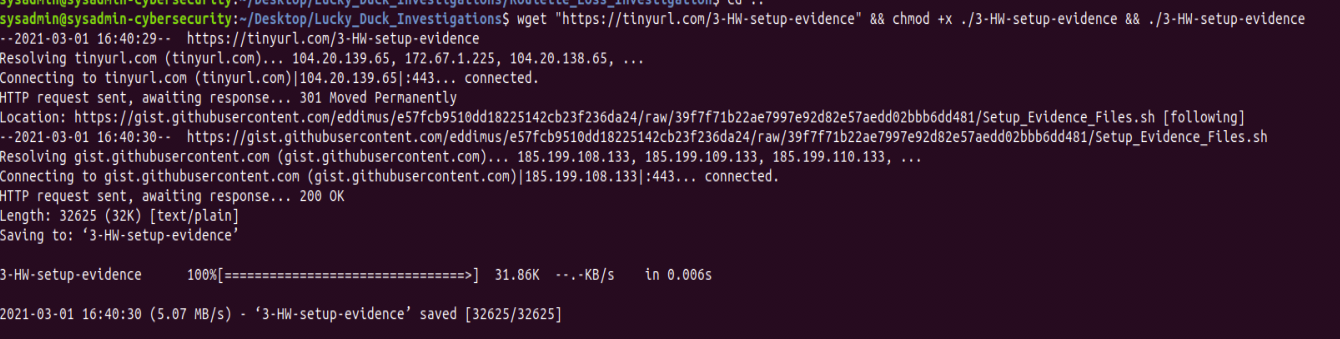 sysadmin@sysadmin-cybersecurity:~/Desktop/Lucky_Duck_Investigations/Roulette_Loss_Investigation$ cd ..
sysadmin@sysadmin-cybersecurity:~/Desktop/Lucky_Duck_Investigations$ wget "https://tinyurl.com/3-HW-setup-evidence" && chmod +x ./3-HW-setup-evidence && ./3-HW-setup-evidence
--2021-03-01 16:40:29-- https://tinyurl.com/3-HW-setup-evidence
Resolving tinyurl.com (tinyurl.com)... 104.20.139.65, 172.67.1.225, 104.20.138.65, ...
Connecting to tinyurl.com (tinyurl.com)|104.20.139.65|:443... connected.
HTTP request sent, awaiting response... 301 Moved Permanently
Location: https://gist.githubusercontent.com/eddimus/e57fcb9510dd18225142cb23f236da24/raw/39f7f71b22ae7997e92d82e57aedd02bbb6dd481/Setup_Evidence_Files.sh [following]
--2021-03-01 16:40:30-- https://gist.githubusercontent.com/eddimus/e57fcb9510dd18225142cb23f236da24/raw/39f7f71b22ae7997e92d82e57aedd02bbb6dd481/Setup_Evidence_Files.sh
Resolving gist.githubusercontent.com (gist.githubusercontent.com)... 185.199.108.133, 185.199.109.133, 185.199.110.133, ...
Connecting to gist.githubusercontent.com (gist.githubusercontent.com)|185.199.108.133|:443... connected.
HTTP request sent, awaiting response... 200 OK
Length: 32625 (32K) [text/plain]
Saving to: ‘3-HW-setup-evidence’
3-HW-setup-evidence 100%[================================>] 31.86K --.-KB/s in 0.006s
2021-03-01 16:40:30 (5.07 MB/s) - ‘3-HW-setup-evidence’ saved [32625/32625]